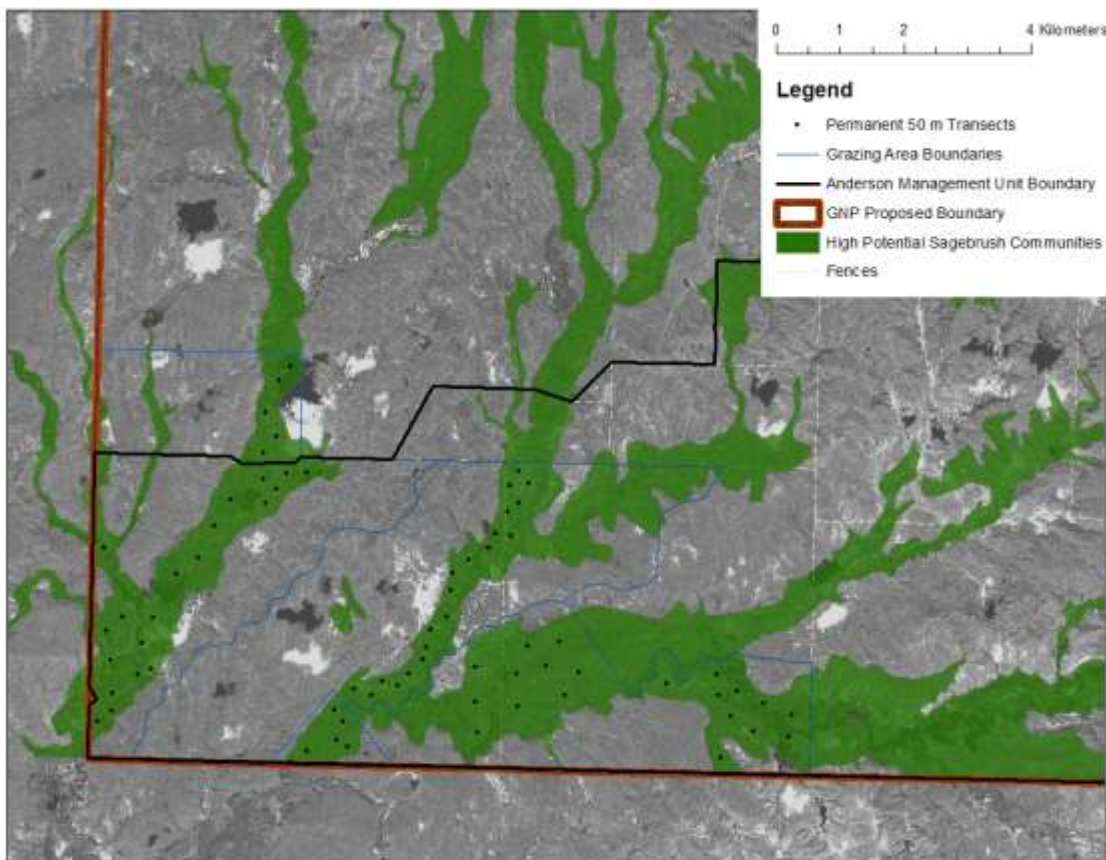 0 1 2 4 Kilometers
Legend
Permanent 50 m Transects
Grazing Area Boundaries
Anderson Management Unit Boundary
GNP Proposed Boundary
High Potential Sagebrush Communities
Fences